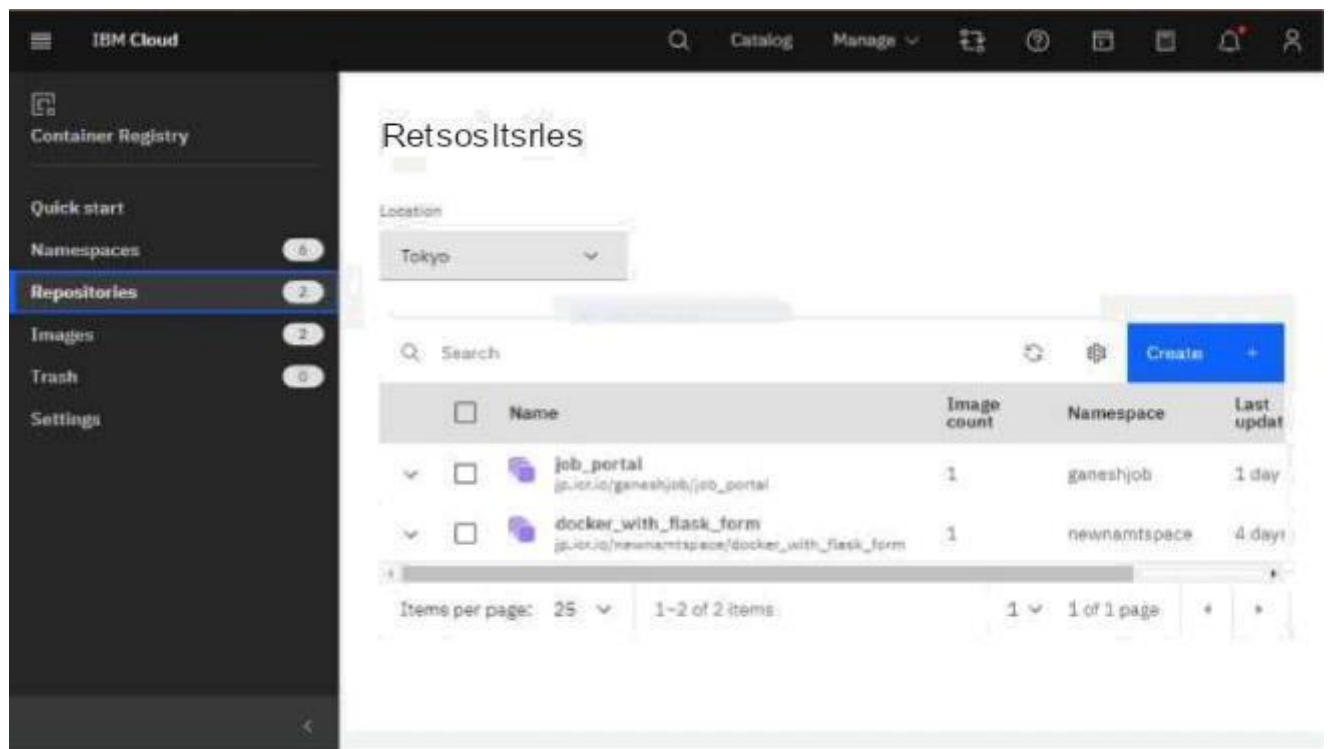 IBM Cloud
Catalog
Manage
Container Registry
Quick start
Namespaces 6
Repositories 2
Images 2
Trash 0
Settings
RetsosItsrles
Location
Tokyo
Search
Create +
Name
Image count
Namespace
Last updat
job_portal
jp.icr.io/ganeshjob/job_portal
1
ganeshjob
1 day
docker_with_flask_form
jp.icr.io/newnamtspace/docker_with_flask_form
1
newnamtspace
4 days
Items per page: 25
1–2 of 2 items
1
1 of 1 page